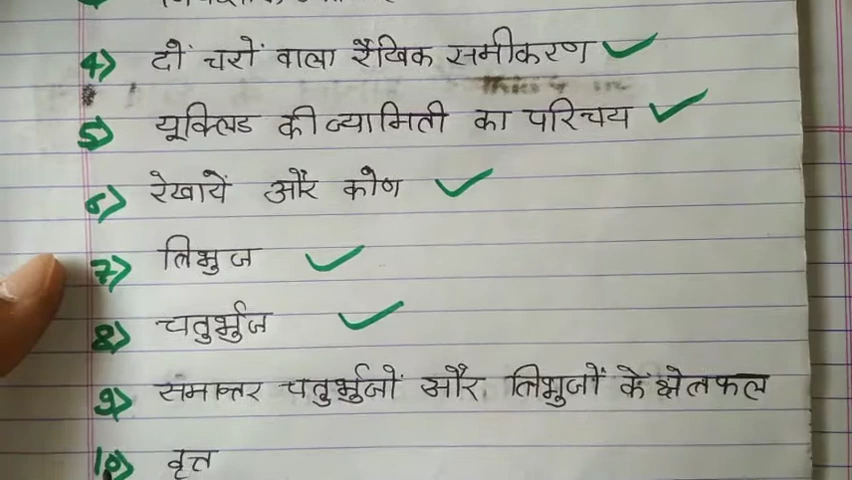 4) दों चरों वाला रैखिक समीकरण
5) यूक्लिड की ज्यामिती का परिचय
6) रेखायें और कोण
7) त्रिभुज
8) चतुर्भुज
9) समान्तर चतुर्भुजों और त्रिभुजों कें क्षेत्रफल
10) वृत्त